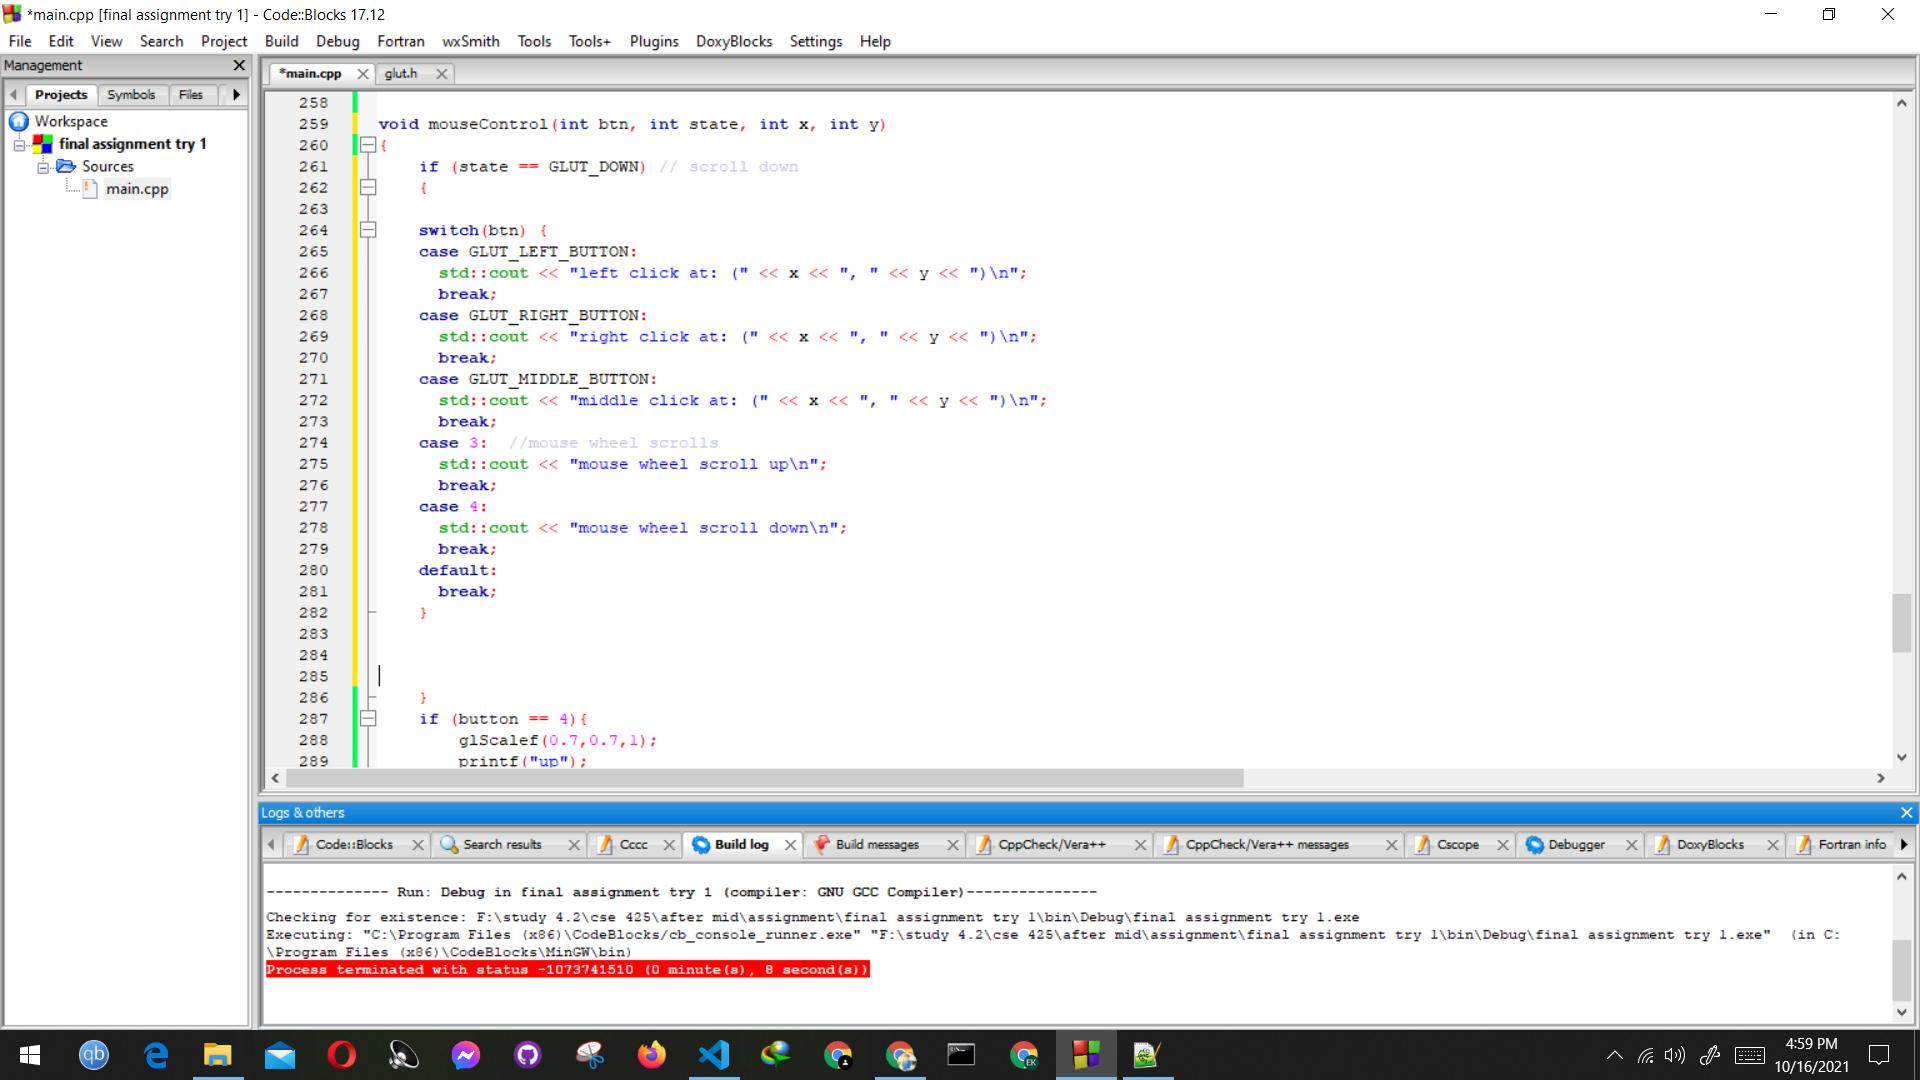 *main.cpp [final assignment try 1] - Code::Blocks 17.12
File Edit View Search Project Build Debug Fortran wxSmith Tools Tools+ Plugins DoxyBlocks Settings Help
Management
Projects Symbols Files
Workspace
final assignment try 1
Sources
main.cpp
*main.cpp glut.h
258
259 void mouseControl(int btn, int state, int x, int y)
260 {
261 if (state == GLUT_DOWN) // scroll down
262 {
263
264 switch(btn) {
265 case GLUT_LEFT_BUTTON:
266 std::cout << "left click at: (" << x << ", " << y << ")\n";
267 break;
268 case GLUT_RIGHT_BUTTON:
269 std::cout << "right click at: (" << x << ", " << y << ")\n";
270 break;
271 case GLUT_MIDDLE_BUTTON:
272 std::cout << "middle click at: (" << x << ", " << y << ")\n";
273 break;
274 case 3: //mouse wheel scrolls
275 std::cout << "mouse wheel scroll up\n";
276 break;
277 case 4:
278 std::cout << "mouse wheel scroll down\n";
279 break;
280 default:
281 break;
282 }
283
284
285
286 }
287 if (button == 4){
288 glScalef(0.7,0.7,1);
289 printf("up");
Logs & others
Code::Blocks Search results Cccc Build log Build messages CppCheck/Vera++ CppCheck/Vera++ messages Cscope Debugger DoxyBlocks Fortran info
-------------- Run: Debug in final assignment try 1 (compiler: GNU GCC Compiler)---------------
Checking for existence: F:\study 4.2\cse 425\after mid\assignment\final assignment try 1\bin\Debug\final assignment try 1.exe
Executing: "C:\Program Files (x86)\CodeBlocks/cb_console_runner.exe" "F:\study 4.2\cse 425\after mid\assignment\final assignment try 1\bin\Debug\final assignment try 1.exe" (in C:
\Program Files (x86)\CodeBlocks\MinGW\bin)
Process terminated with status -1073741510 (0 minute(s), 8 second(s))
qb
EK
4:59 PM
10/16/2021